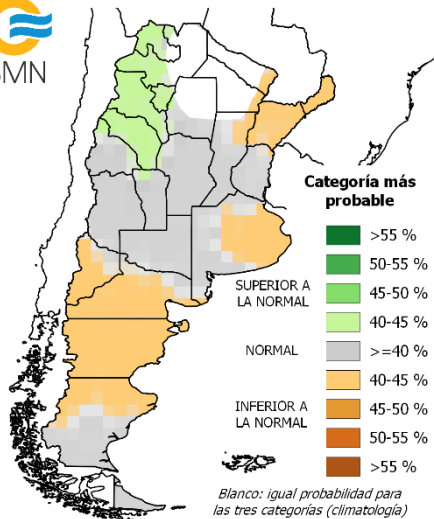 SMN
Categoría más
probable
>55 %
50-55 %
45-50 %
SUPERIOR A
LA NORMAL
40-45 %
NORMAL
>=40 %
40-45 %
INFERIOR A
LA NORMAL
45-50 %
50-55 %
>55 %
Blanco: igual probabilidad para
las tres categorías (climatología)